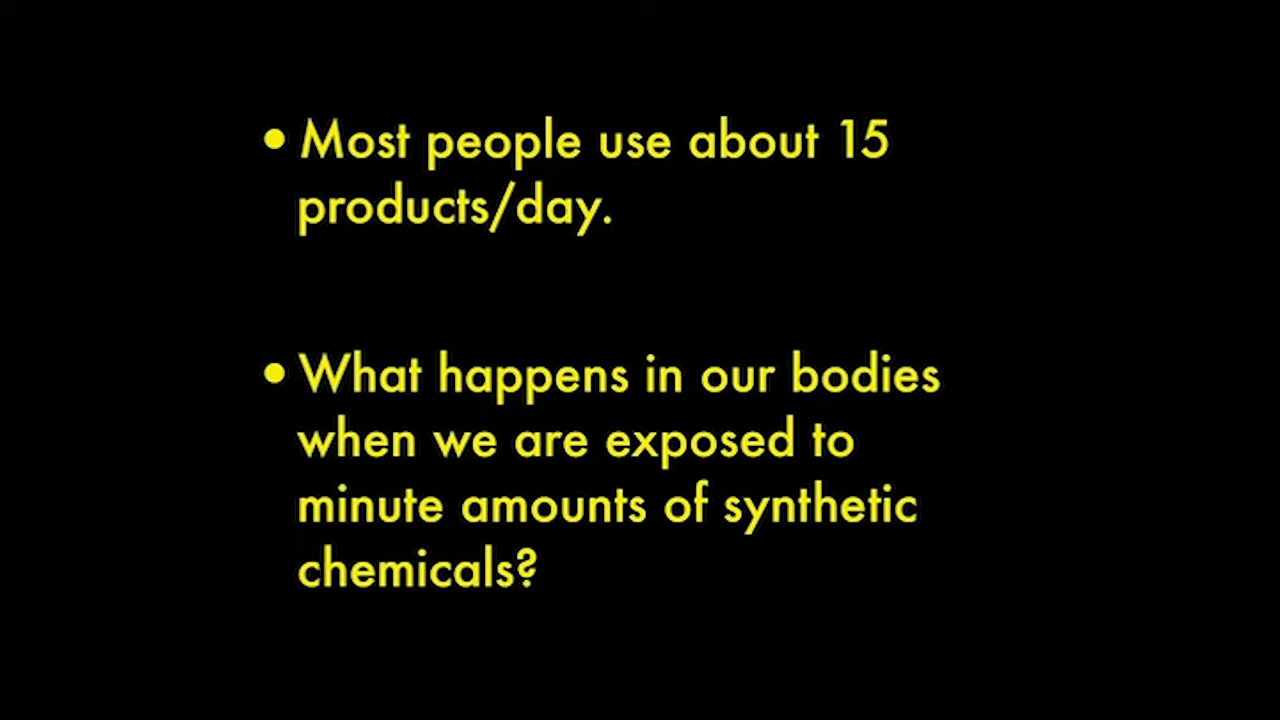 • Most people use about 15
products/day.
• What happens in our bodies
when we are exposed to
minute amounts of synthetic
chemicals?